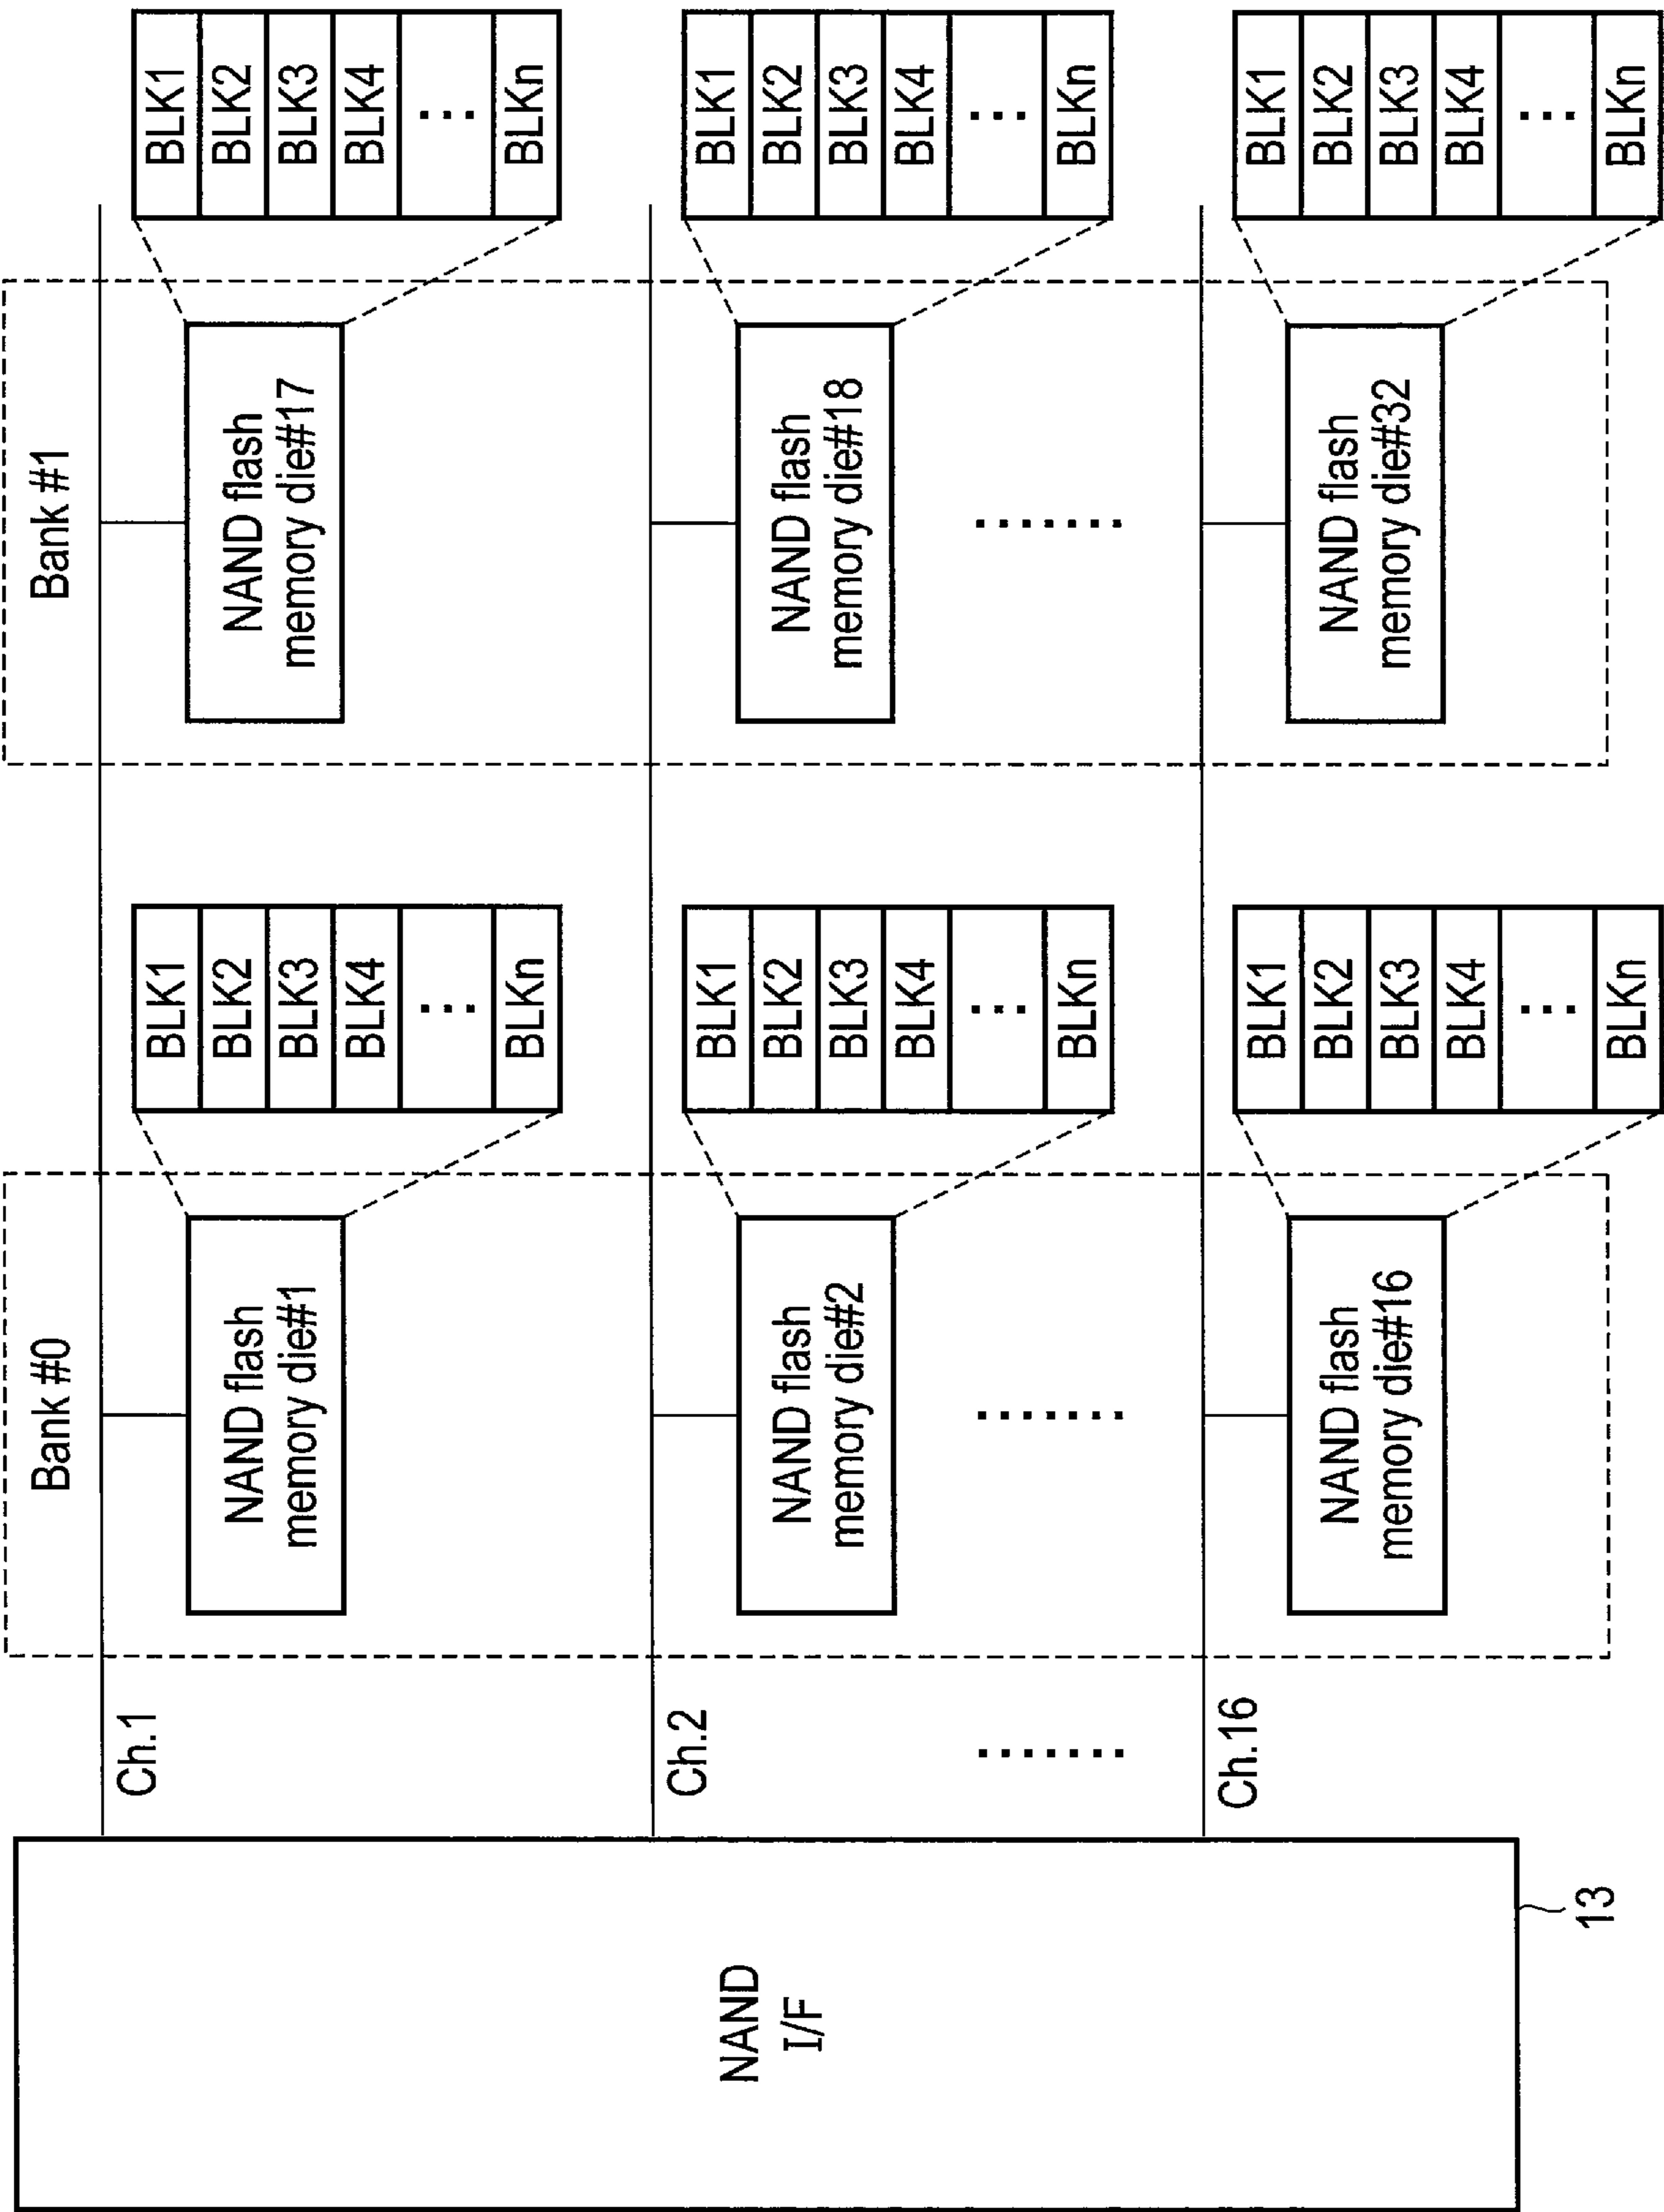 Bank #0
Bank #1
NAND
I/F
13
Ch.1
NAND flash
memory die#1
BLK1
BLK2
BLK3
BLK4
...
BLKn
NAND flash
memory die#17
BLK1
BLK2
BLK3
BLK4
...
BLKn
Ch.2
NAND flash
memory die#2
BLK1
BLK2
BLK3
BLK4
...
BLKn
NAND flash
memory die#18
BLK1
BLK2
BLK3
BLK4
...
BLKn
.......
.......
.......
Ch.16
NAND flash
memory die#16
BLK1
BLK2
BLK3
BLK4
...
BLKn
NAND flash
memory die#32
BLK1
BLK2
BLK3
BLK4
...
BLKn